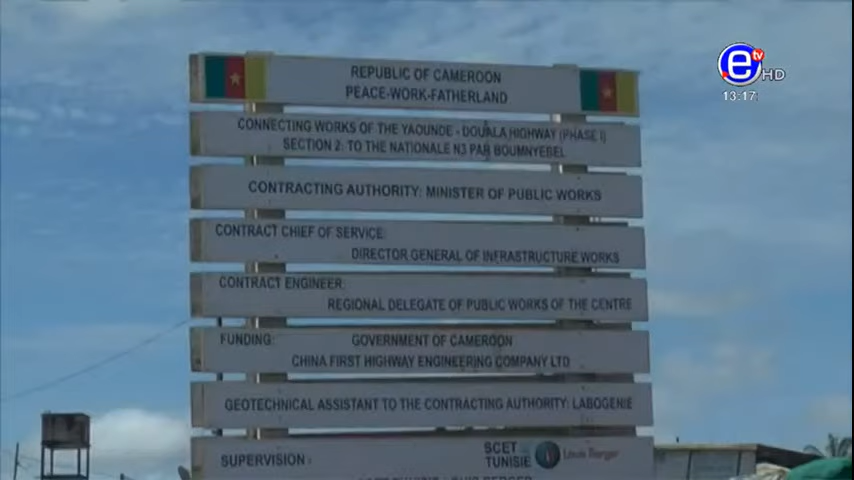 e tv HD
13:17
REPUBLIC OF CAMEROON
PEACE-WORK-FATHERLAND
CONNECTING WORKS OF THE YAOUNDE - DOUALA HIGHWAY (PHASE I)
SECTION 2: TO THE NATIONALE N3 PAR BOUMNYEBEL
CONTRACTING AUTHORITY: MINISTER OF PUBLIC WORKS
CONTRACT CHIEF OF SERVICE:
DIRECTOR GENERAL OF INFRASTRUCTURE WORKS
CONTRACT ENGINEER:
REGIONAL DELEGATE OF PUBLIC WORKS OF THE CENTRE
FUNDING: GOVERNMENT OF CAMEROON
CHINA FIRST HIGHWAY ENGINEERING COMPANY LTD
GEOTECHNICAL ASSISTANT TO THE CONTRACTING AUTHORITY: LABOGENIE
SUPERVISION: SCET TUNISIE Louis Berger
LOUIS BERGER